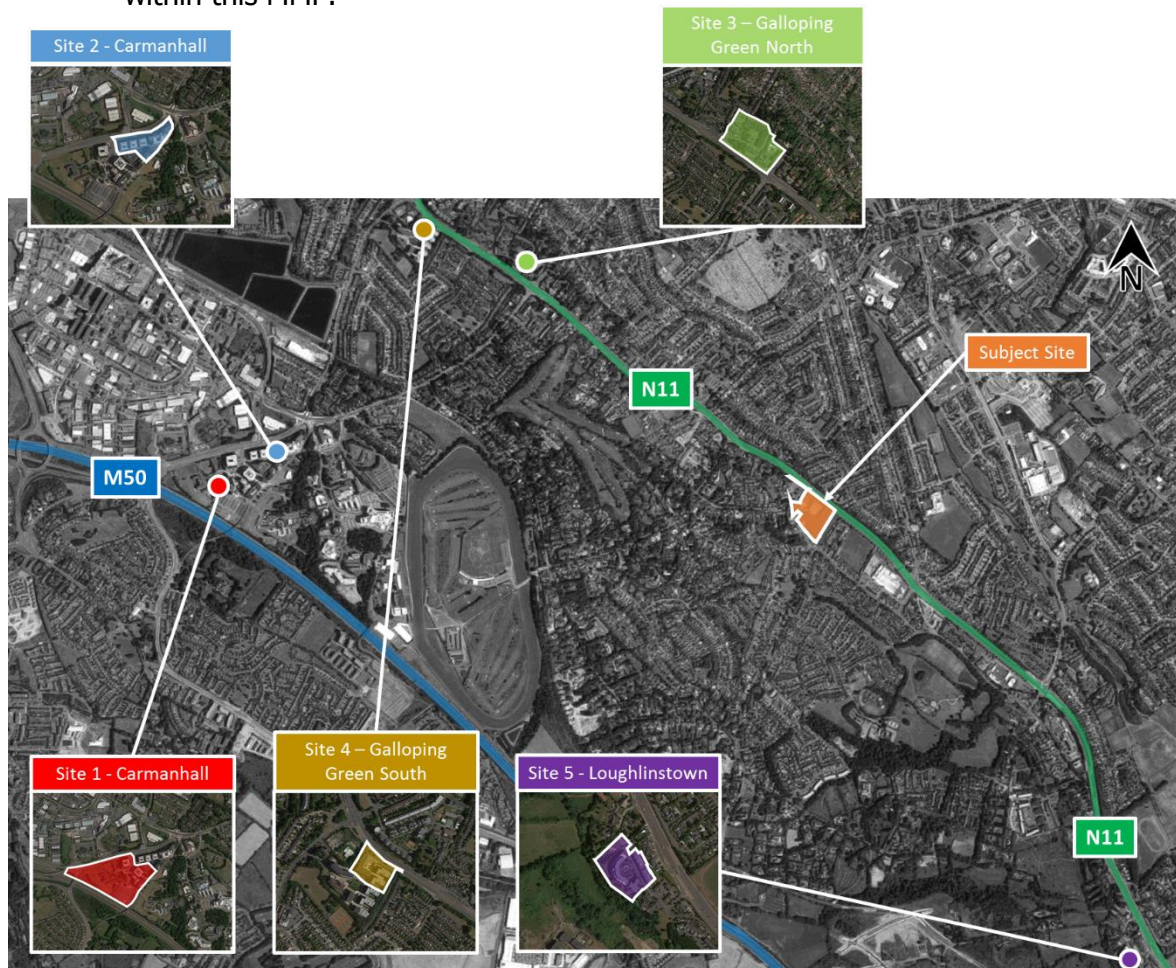 within this
Site 2 - Carmanhall
Site 3 – Galloping
Green North
N
Subject Site
N11
M50
Site 4 – Galloping
Green South
Site 1 - Carmanhall
Site 5 - Loughlinstown
N11